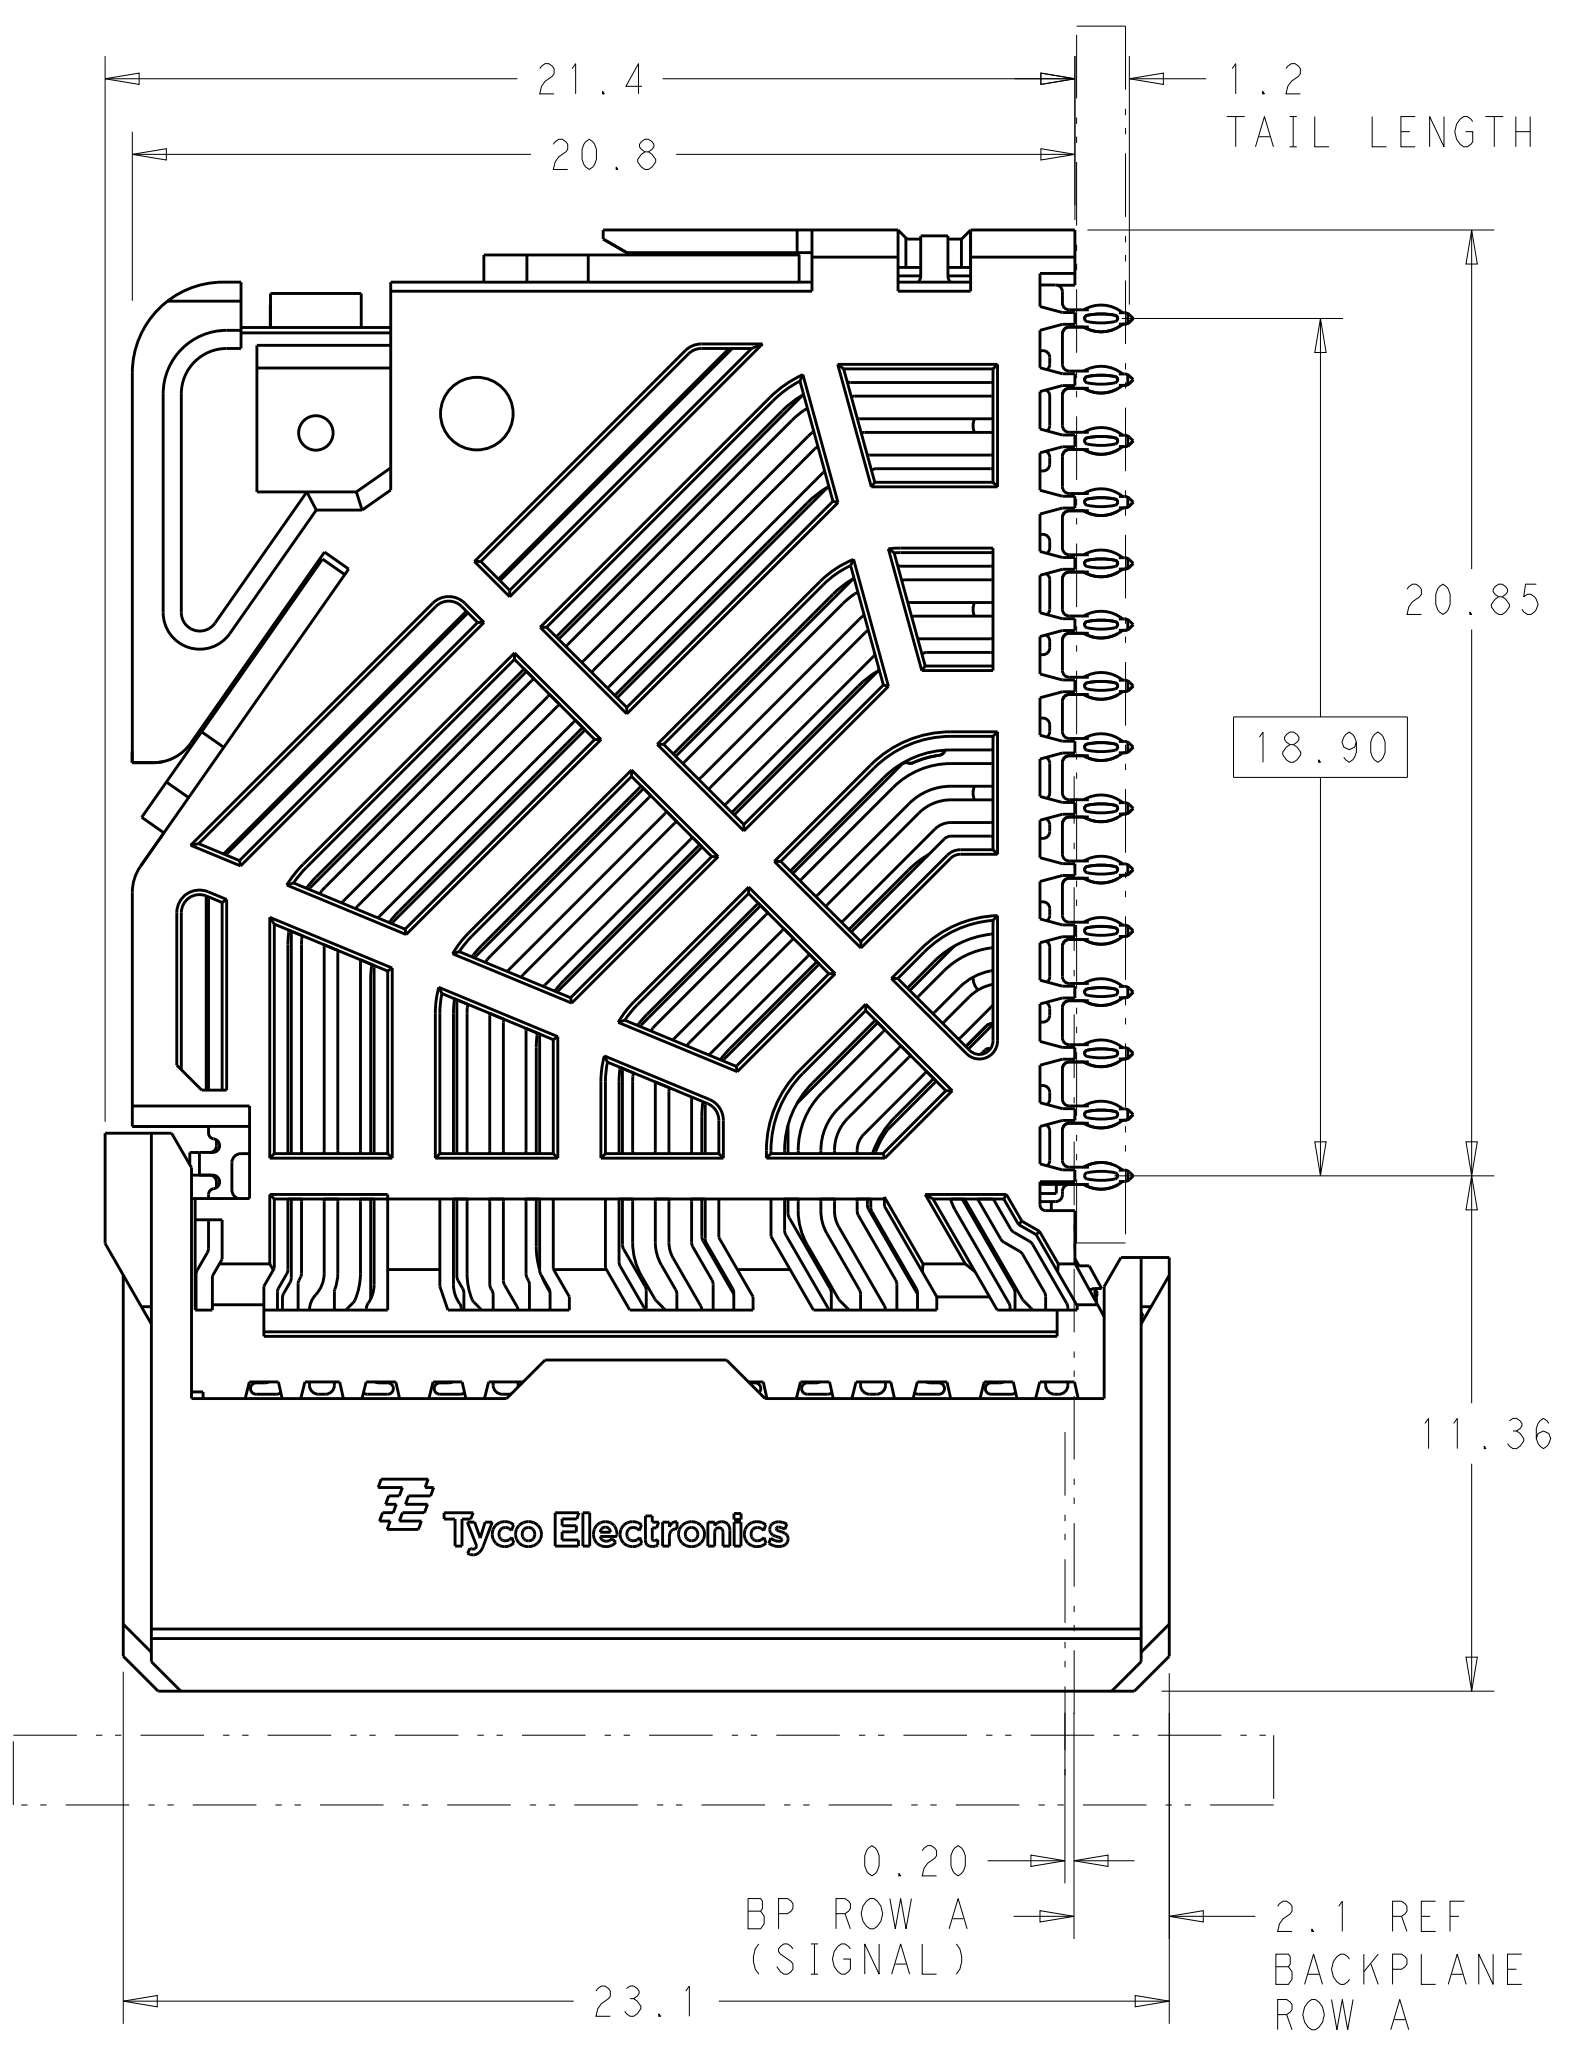 21.4
1.2
TAIL LENGTH
20.8
20.85
18.90
11.36
Tyco Electronics
0.20
BP ROW A
(SIGNAL)
2.1 REF
BACKPLANE
ROW A
23.1